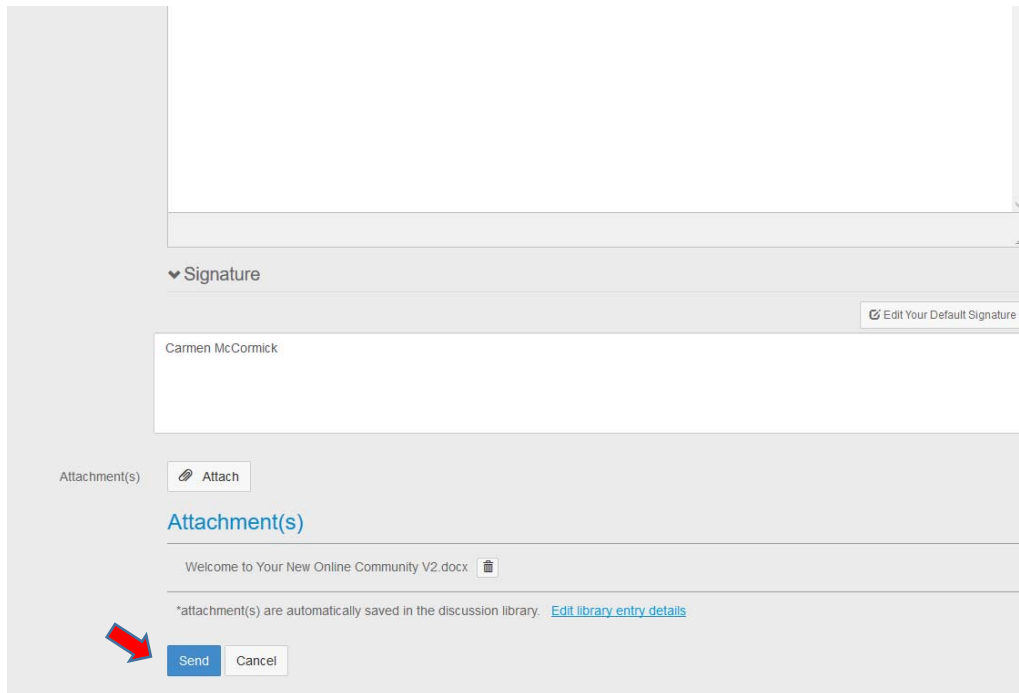 Signature
Edit Your Default Signature
Carmen McCormick
Attachment(s) Attach
Attachment(s)
Welcome to Your New Online Community V2.docx
*attachment(s) are automatically saved in the discussion library. Edit library entry details
Send Cancel